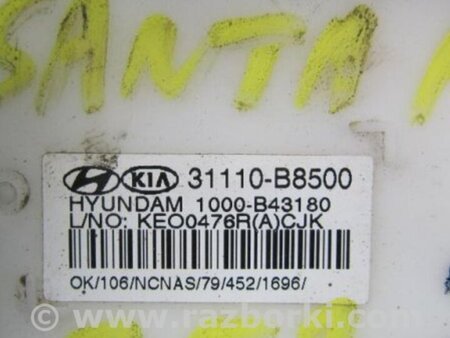 SANTA
KIA 31110-B8500
HYUNDAM 1000-B43180
L/NO: KEO0476R(A)CJK
OK/106/NCNAS/79/452/1696/
© www.razborki.com